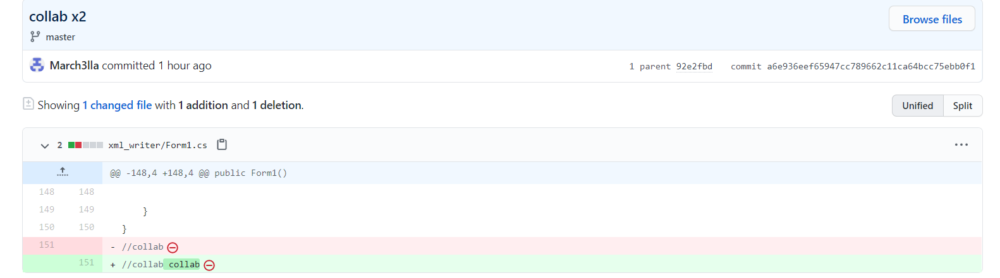 collab x2
Browse files
master
March3lla committed 1 hour ago
1 parent 92e2fbd commit a6e936eef65947cc789662c11ca64bcc75ebb0f1
Showing 1 changed file with 1 addition and 1 deletion.
Unified Split
2 xml_writer/Form1.cs
@@ -148,4 +148,4 @@ public Form1()
148 148
149 149 }
150 150 }
151 - //collab
151 + //collab collab